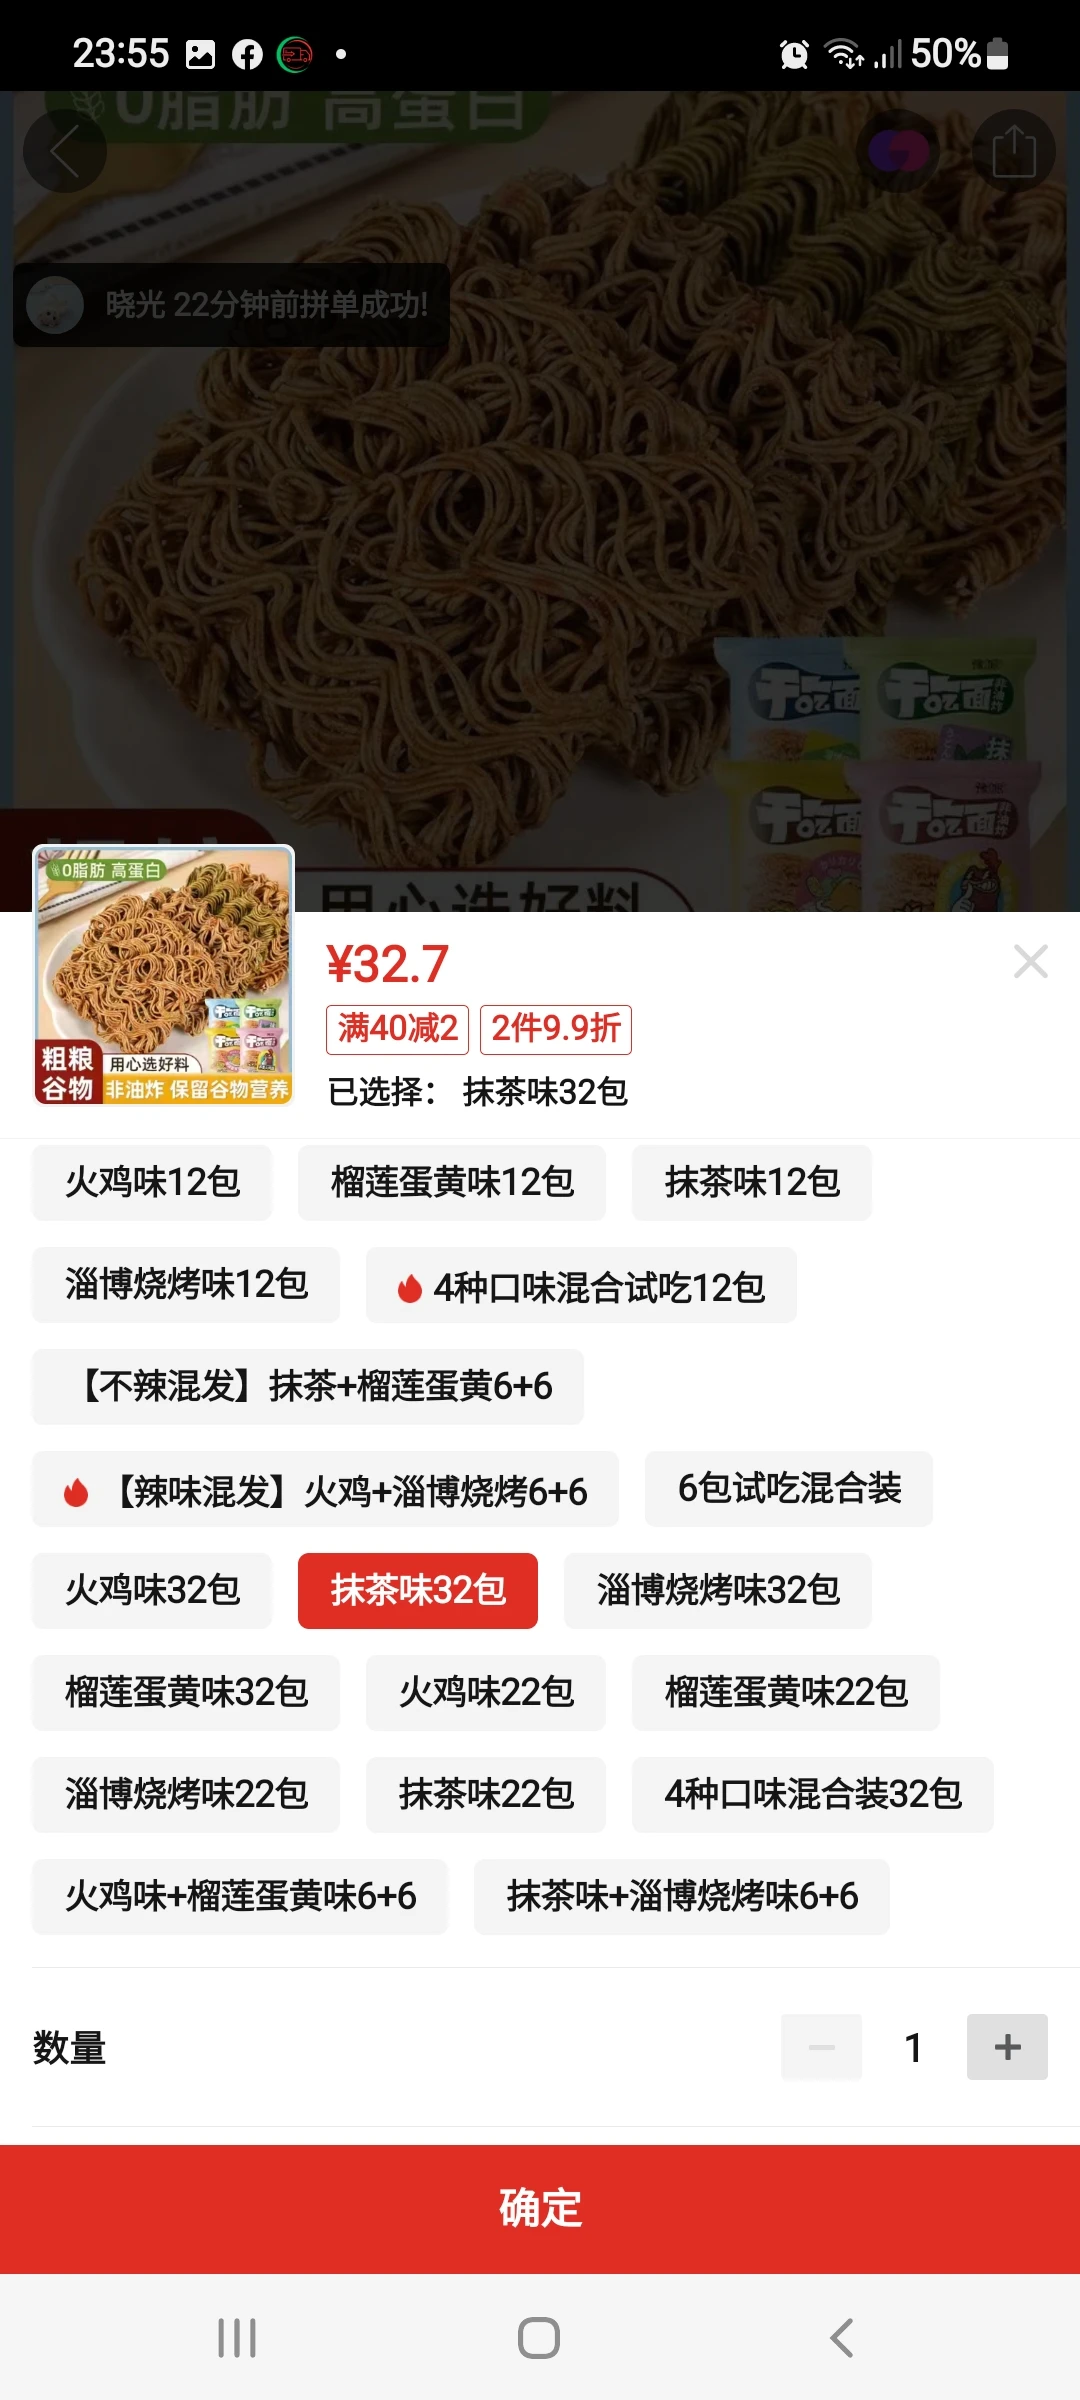 23:55
50%
0脂肪 高蛋白
晓光 22分钟前拼单成功!
干吃面
干吃面
抹
干吃面
干吃面
用心选好料
0脂肪 高蛋白
粗粮
谷物
用心选好料
非油炸 保留谷物营养
¥32.7
满40减2
2件9.9折
已选择： 抹茶味32包
火鸡味12包
榴莲蛋黄味12包
抹茶味12包
淄博烧烤味12包
4种口味混合试吃12包
【不辣混发】抹茶+榴莲蛋黄6+6
【辣味混发】火鸡+淄博烧烤6+6
6包试吃混合装
火鸡味32包
抹茶味32包
淄博烧烤味32包
榴莲蛋黄味32包
火鸡味22包
榴莲蛋黄味22包
淄博烧烤味22包
抹茶味22包
4种口味混合装32包
火鸡味+榴莲蛋黄味6+6
抹茶味+淄博烧烤味6+6
数量
1
确定